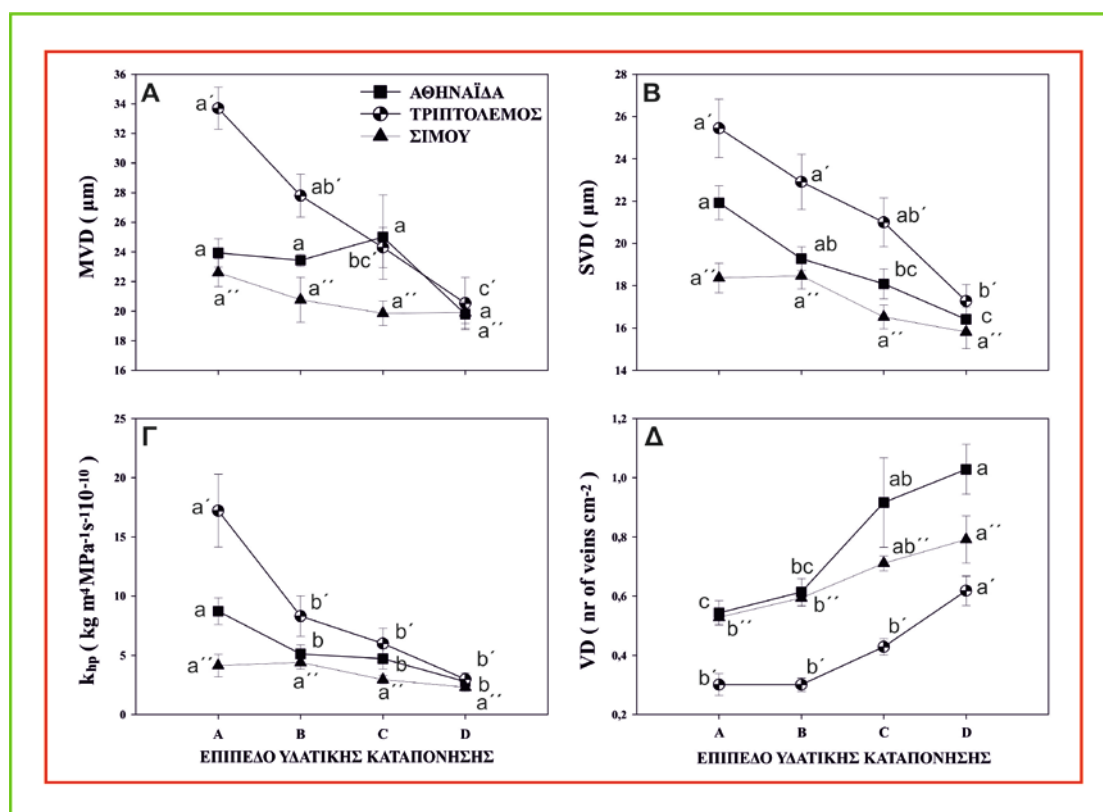 Α
ΑΘΗΝΑΪΔΑ
ΤΡΙΠΤΟΛΕΜΟΣ
ΣΙΜΟΥ
MVD ( μm)
36
34
32
30
28
26
24
22
20
18
16
a´
ab´
a
a
a
bc´
a´´
a´´
a´´
c´
a
a´´
Β
SVD ( μm)
28
26
24
22
20
18
16
14
a´
a´
ab´
a
ab
bc
b´
c
a´´
a´´
a´´
a´´
Γ
khp ( kg m4MPa-1s-110-10)
25
20
15
10
5
0
a´
b´
b´
b´
a
b
b
b
a´´
a´´
a´´
a´´
A B C D
ΕΠΙΠΕΔΟ ΥΔΑΤΙΚΗΣ ΚΑΤΑΠΟΝΗΣΗΣ
Δ
VD ( nr of veins cm-2)
1,2
1,0
0,8
0,6
0,4
0,2
ab
a
bc
c
b´´
b´´
ab´´
a´´
b´
b´
b´
a´
A B C D
ΕΠΙΠΕΔΟ ΥΔΑΤΙΚΗΣ ΚΑΤΑΠΟΝΗΣΗΣ